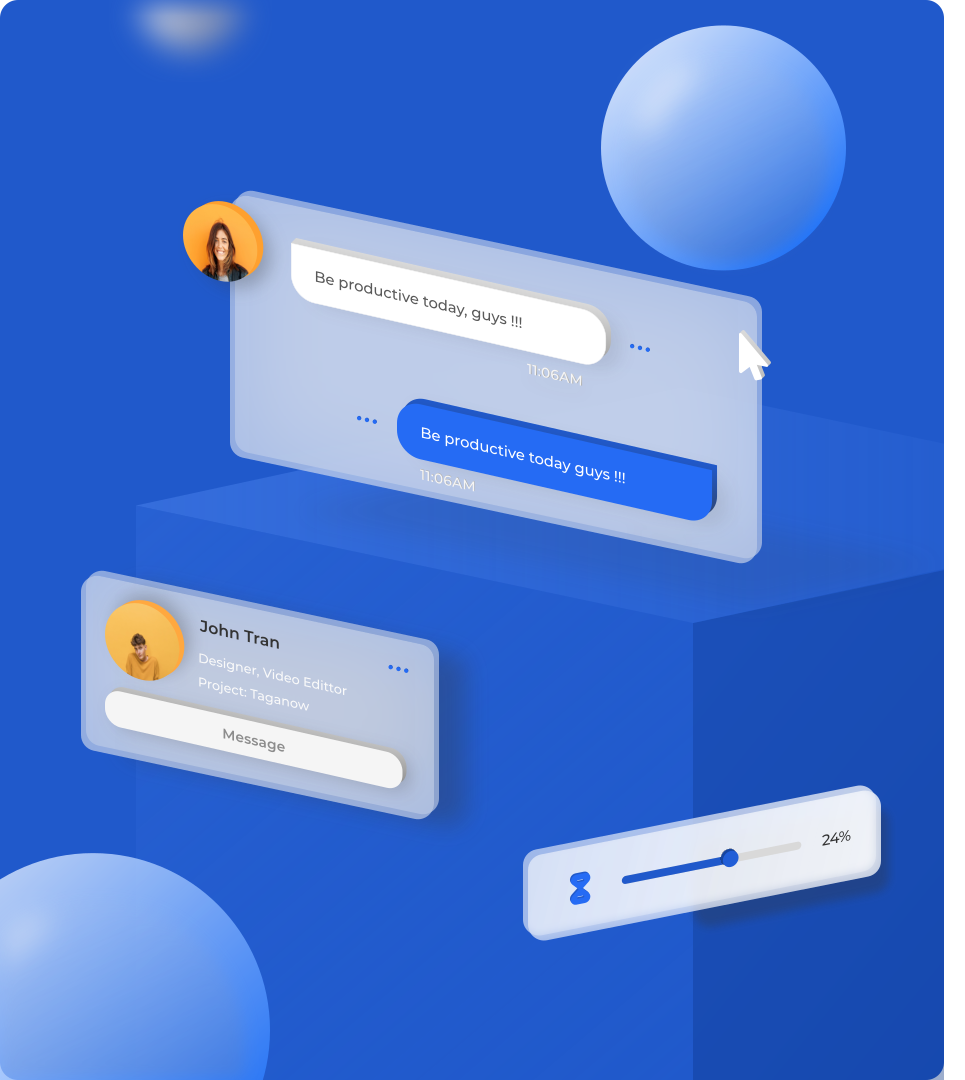 Be productive today, guys !!!
11:06AM
Be productive today guys !!!
11:06AM
John Tran
Designer, Video Edittor
Project: Taganow
Message
24%